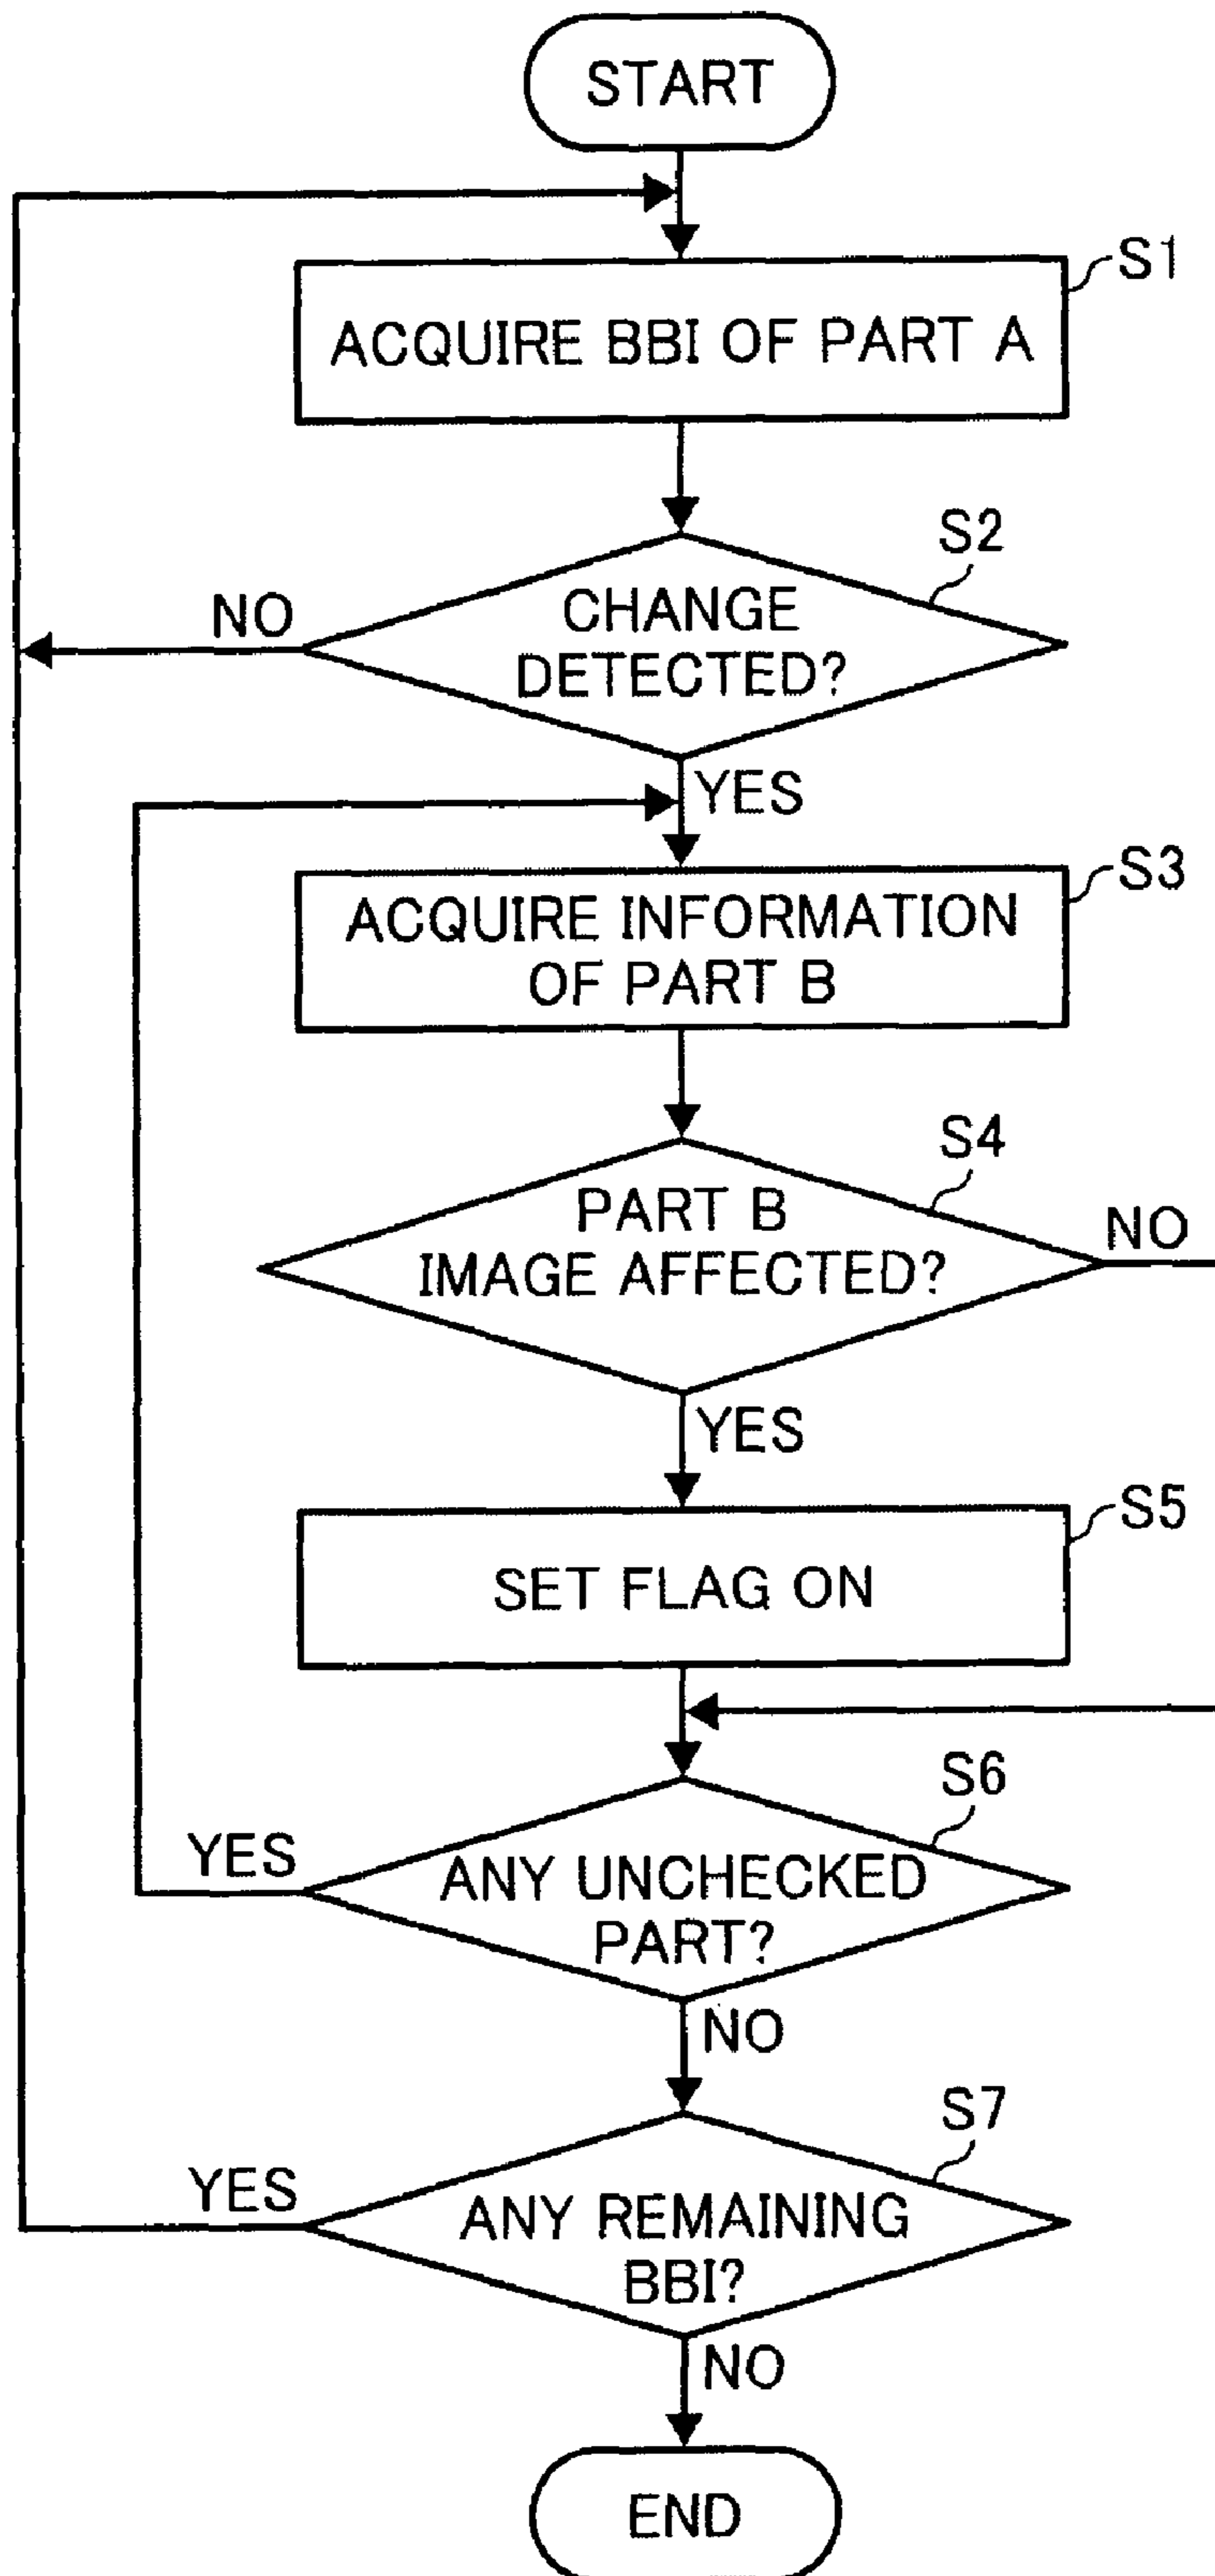 START
S1
ACQUIRE BBI OF PART A
S2
CHANGE
DETECTED?
NO
YES
S3
ACQUIRE INFORMATION
OF PART B
S4
PART B
IMAGE AFFECTED?
NO
YES
S5
SET FLAG ON
S6
ANY UNCHECKED
PART?
YES
NO
S7
ANY REMAINING
BBI?
YES
NO
END